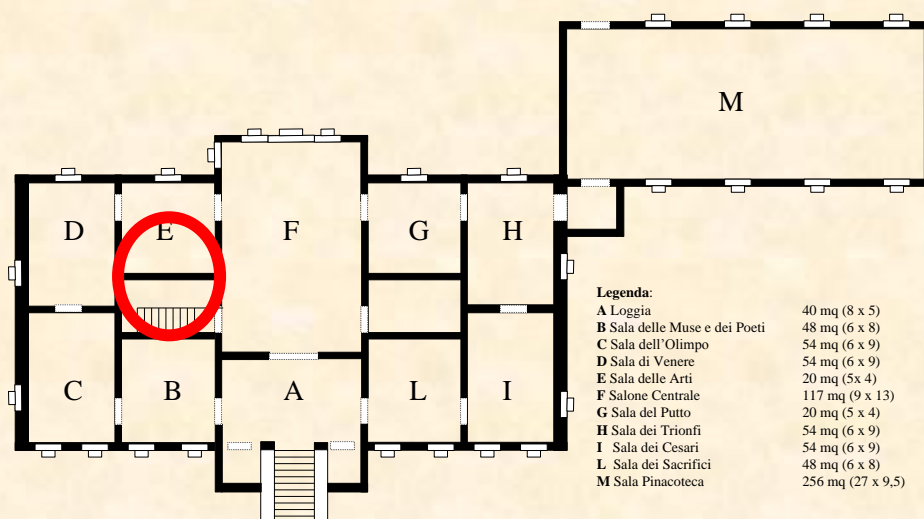 M
D
E
F
G
H
C
B
A
L
I
Legenda:
A Loggia 40 mq (8 x 5)
B Sala delle Muse e dei Poeti 48 mq (6 x 8)
C Sala dell'Olimpo 54 mq (6 x 9)
D Sala di Venere 54 mq (6 x 9)
E Sala delle Arti 20 mq (5x 4)
F Salone Centrale 117 mq (9 x 13)
G Sala del Putto 20 mq (5 x 4)
H Sala dei Trionfi 54 mq (6 x 9)
I Sala dei Cesari 54 mq (6 x 9)
L Sala dei Sacrifici 48 mq (6 x 8)
M Sala Pinacoteca 256 mq (27 x 9,5)